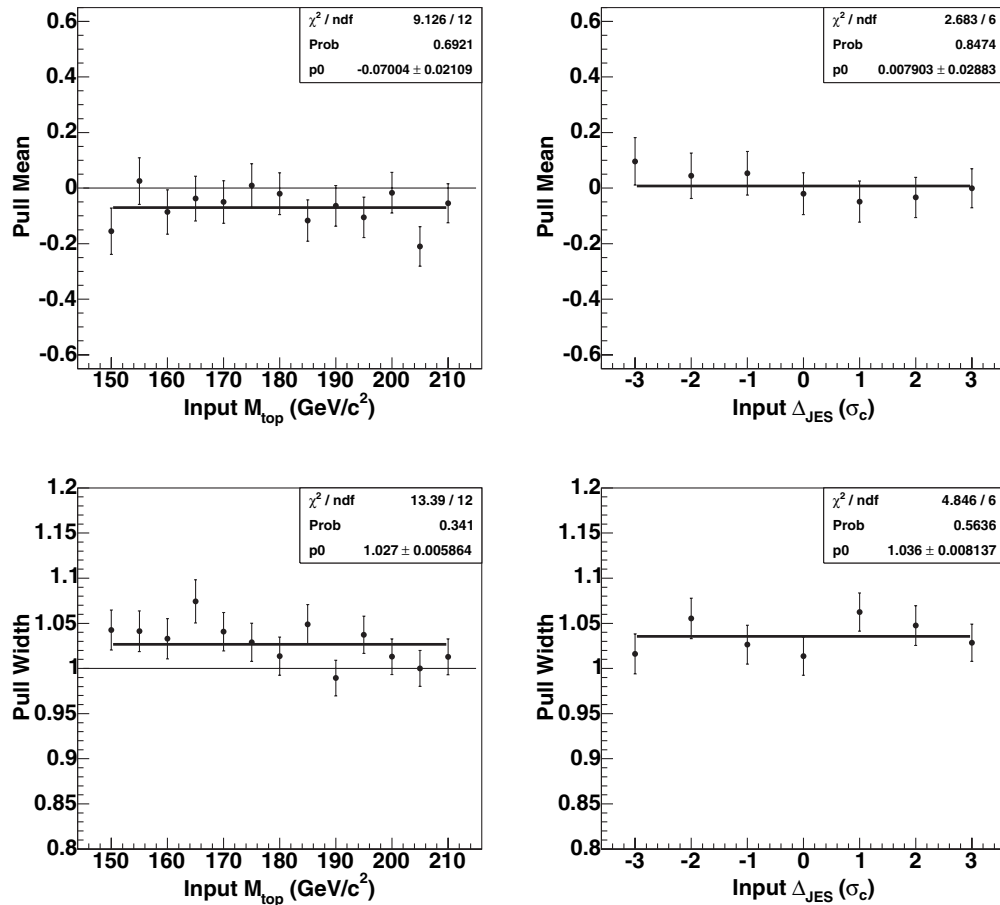 χ² / ndf 9.126 / 12
Prob 0.6921
p0 -0.07004 ± 0.02109
0.6
0.4
0.2
0
-0.2
-0.4
-0.6
Pull Mean
150 160 170 180 190 200 210
Input M_top (GeV/c²)
χ² / ndf 2.683 / 6
Prob 0.8474
p0 0.007903 ± 0.02883
0.6
0.4
0.2
0
-0.2
-0.4
-0.6
Pull Mean
-3 -2 -1 0 1 2 3
Input Δ_JES (σ_c)
χ² / ndf 13.39 / 12
Prob 0.341
p0 1.027 ± 0.005864
1.2
1.15
1.1
1.05
1
0.95
0.9
0.85
0.8
Pull Width
150 160 170 180 190 200 210
Input M_top (GeV/c²)
χ² / ndf 4.846 / 6
Prob 0.5636
p0 1.036 ± 0.008137
1.2
1.15
1.1
1.05
1
0.95
0.9
0.85
0.8
Pull Width
-3 -2 -1 0 1 2 3
Input Δ_JES (σ_c)